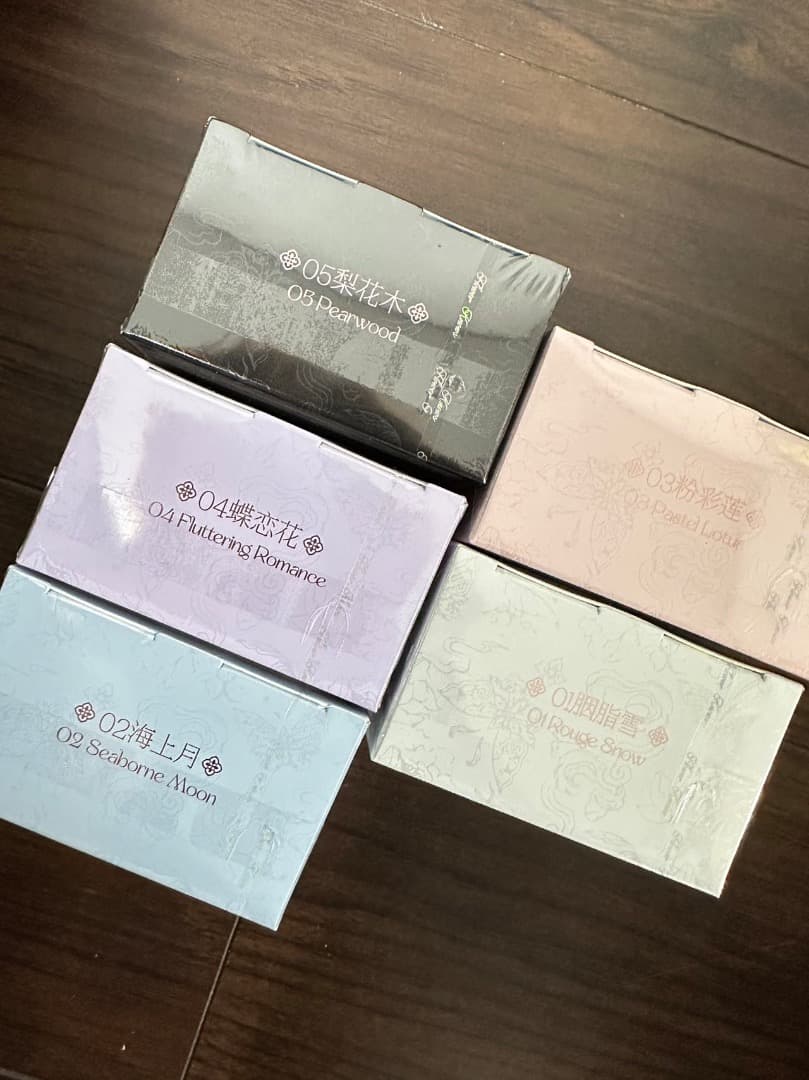 05梨花木
05 Pearwood
04蝶恋花
04 Fluttering Romance
03粉彩莲
03 Pastel Lotus
02海上月
02 Seaborne Moon
01胭脂雪
01 Rouge Snow